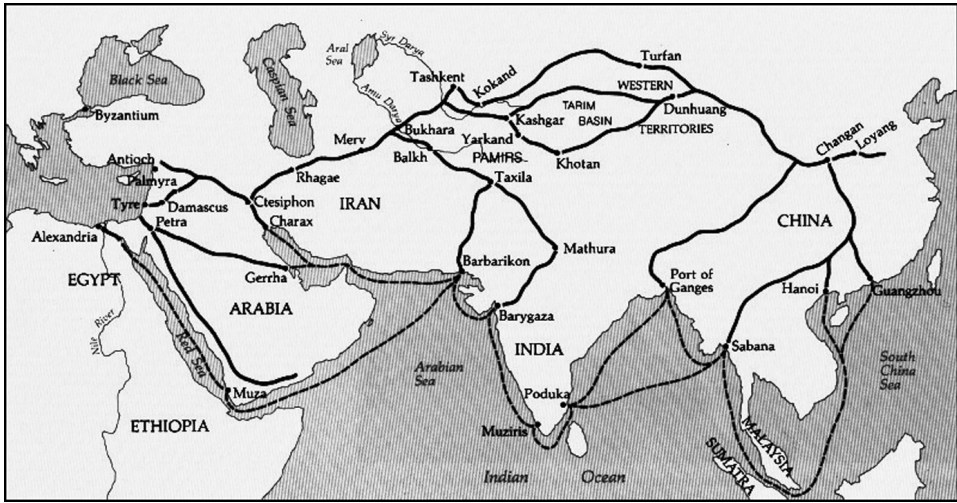 Black Sea
Byzantium
Caspian Sea
Aral
Sea
Syr Darya
Amu Darya
Tashkent
Kokand
Turfan
WESTERN
TARIM
BASIN
Dunhuang
TERRITORIES
Kashgar
Yarkand
Bukhara
Merv
Balkh
PAMIRS
Khotan
Changan
Loyang
Antioch
Palmyra
Rhagae
Taxila
Tyre
Damascus
Ctesiphon
IRAN
CHINA
Petra
Charax
Alexandria
Mathura
Gerrha
Barbarikon
EGYPT
Port of
Ganges
Hanoi
Guangzhou
ARABIA
Barygaza
Nile River
Red Sea
INDIA
Sabana
Arabian
Sea
South
China
Sea
Muza
Poduka
ETHIOPIA
Muziris
MALAYSIA
SUMATRA
Indian
Ocean